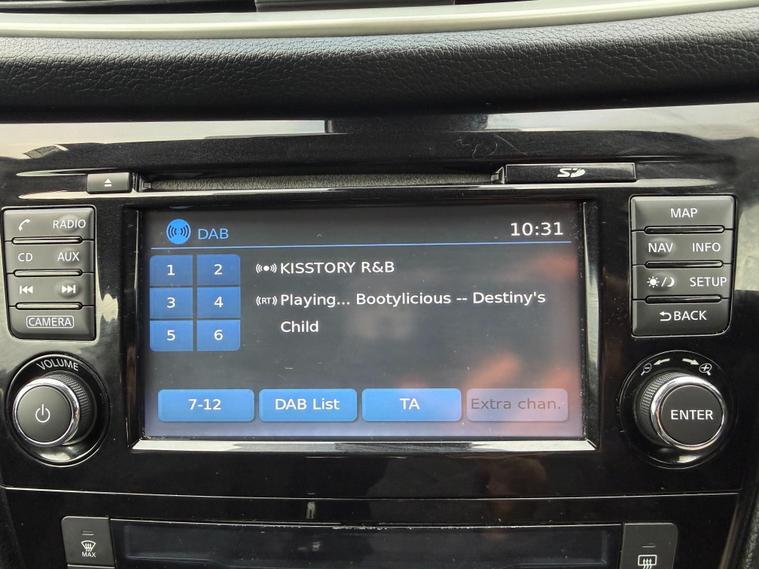 SD
RADIO
CD AUX
CAMERA
VOLUME
DAB 10:31
1 2
3 4
5 6
KISSTORY R&B
(RT) Playing... Bootylicious -- Destiny's
Child
7-12 DAB List TA Extra chan.
MAP
NAV INFO
SETUP
BACK
ENTER
MAX